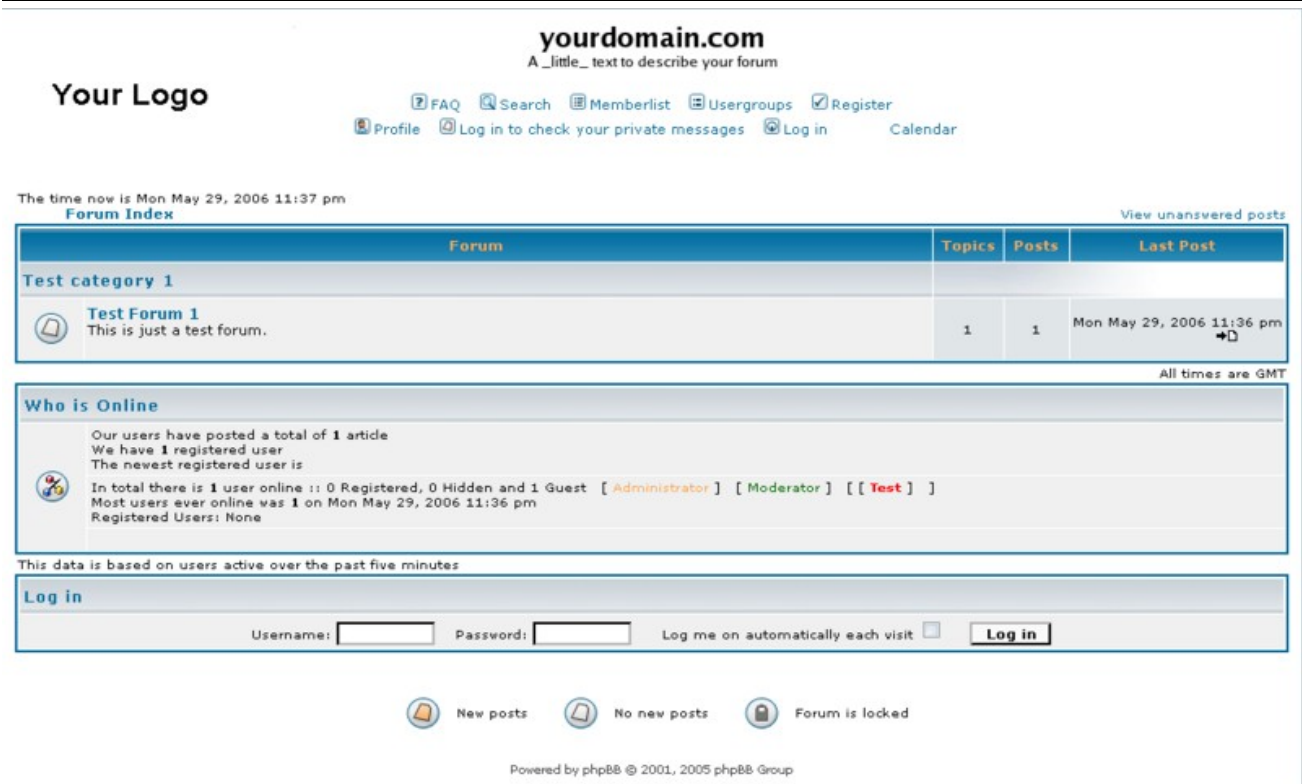 yourdomain.com
A _little_ text to describe your forum
Your Logo
FAQ Search Memberlist Usergroups Register
Profile Log in to check your private messages Log in Calendar
The time now is Mon May 29, 2006 11:37 pm
Forum Index View unanswered posts
Forum Topics Posts Last Post
Test category 1
Test Forum 1
This is just a test forum.
1 1 Mon May 29, 2006 11:36 pm
All times are GMT
Who is Online
Our users have posted a total of 1 article
We have 1 registered user
The newest registered user is
In total there is 1 user online :: 0 Registered, 0 Hidden and 1 Guest [ Administrator ] [ Moderator ] [ [ Test ] ]
Most users ever online was 1 on Mon May 29, 2006 11:36 pm
Registered Users: None
This data is based on users active over the past five minutes
Log in
Username: Password: Log me on automatically each visit Log in
New posts No new posts Forum is locked
Powered by phpBB © 2001, 2005 phpBB Group